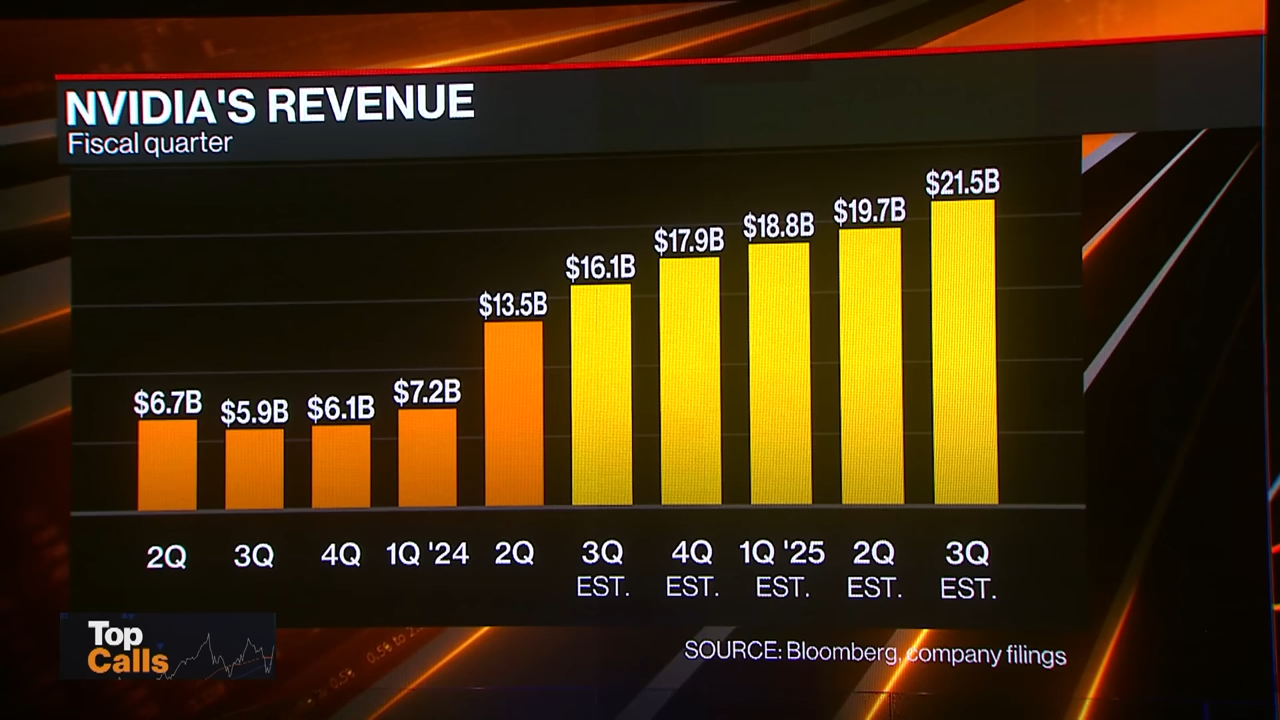 NVIDIA'S REVENUE
Fiscal quarter
$6.7B
$5.9B
$6.1B
$7.2B
$13.5B
$16.1B
$17.9B
$18.8B
$19.7B
$21.5B
2Q 3Q 4Q 1Q '24 2Q 3Q 4Q 1Q '25 2Q 3Q
EST. EST. EST. EST. EST.
Top
Calls
SOURCE: Bloomberg, company filings